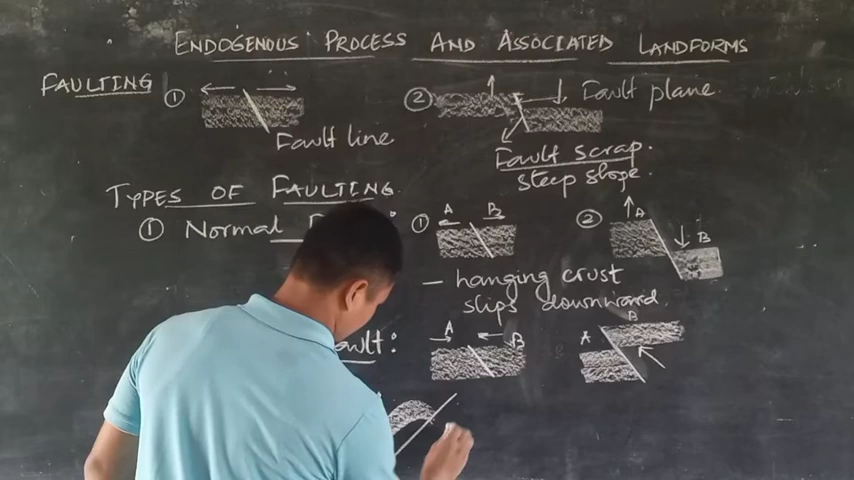 ENDOGENOUS PROCESS AND ASSOCIATED LANDFORMS
FAULTING ① ② Fault plane.
Fault line
Fault scrap.
steep slope.
TYPES OF FAULTING
① Normal : ① A B ② A B
– hanging crust
slips downward.
ault: A B A B